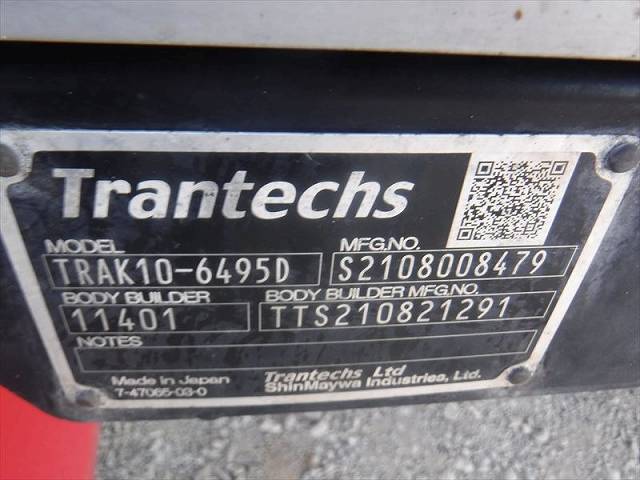 Trantechs
MODEL MFG.NO.
TRAK10-6495D S2108008479
BODY BUILDER BODY BUILDER MFG.NO.
11401 TTS210821291
NOTES
Made in Japan Trantechs Ltd
7-47065-03-0 ShinMaywa Industries, Ltd.